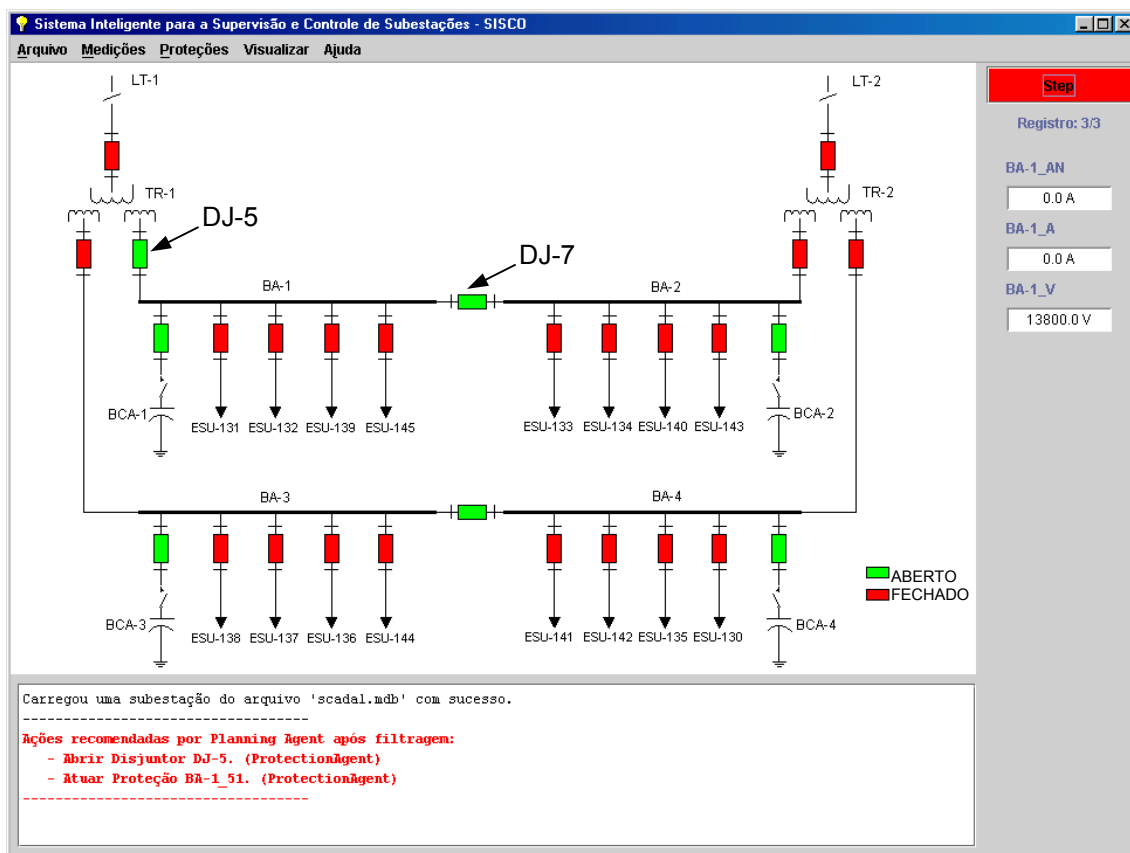 Sistema Inteligente para a Supervisão e Controle de Subestações - SISCO
Arquivo Medições Proteções Visualizar Ajuda
LT-1
LT-2
Step
Registro: 3/3
BA-1_AN
0.0 A
BA-1_A
0.0 A
BA-1_V
13800.0 V
TR-1
TR-2
DJ-5
DJ-7
BA-1
BA-2
BCA-1
ESU-131 ESU-132 ESU-139 ESU-145
ESU-133 ESU-134 ESU-140 ESU-143
BCA-2
BA-3
BA-4
ABERTO
FECHADO
BCA-3
ESU-138 ESU-137 ESU-136 ESU-144
ESU-141 ESU-142 ESU-135 ESU-130
BCA-4
Carregou uma subestação do arquivo 'scadal.mdb' com sucesso.
-----------------------------------
Ações recomendadas por Planning Agent após filtragem:
- Abrir Disjuntor DJ-5. (ProtectionAgent)
- Atuar Proteção BA-1_51. (ProtectionAgent)
-----------------------------------